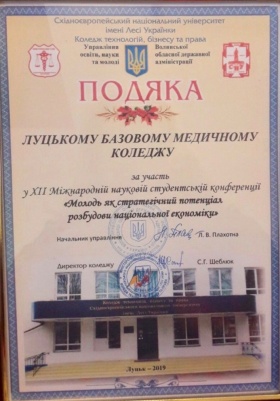 Східноєвропейський національний університет
імені Лесі Українки
Коледж технологій, бізнесу та права
Управління
освіти, науки
та молоді
Волинської
обласної державної
адміністрації
ПОДЯКА
ЛУЦЬКОМУ БАЗОВОМУ МЕДИЧНОМУ
КОЛЕДЖУ
за участь
у XII Міжнародній науковій студентській конференції
«Молодь як стратегічний потенціал
розбудови національної економіки»
Начальник управління
Л.В. Плахотна
Директор коледжу
С.Г. Шеблюк
Луцьк – 2019